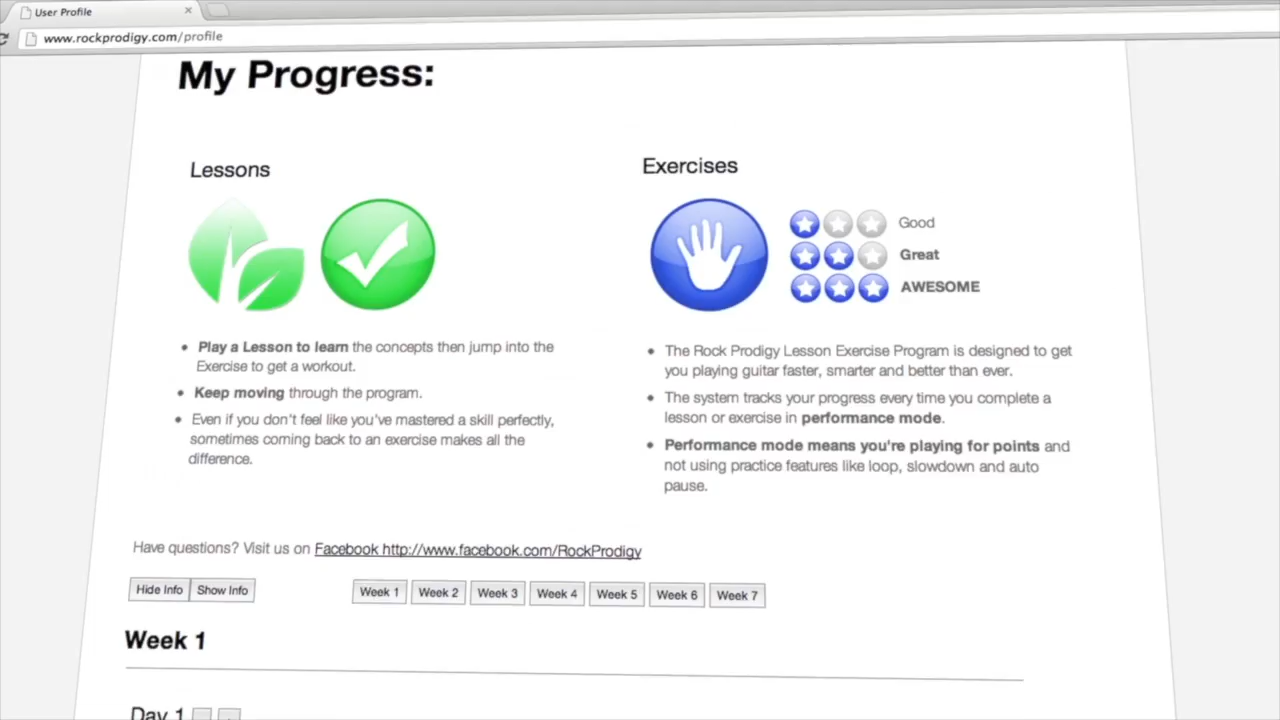 User Profile
www.rockprodigy.com/profile
My Progress:
Lessons
Exercises
Good
Great
AWESOME
• Play a Lesson to learn the concepts then jump into the
Exercise to get a workout.
• Keep moving through the program.
• Even if you don't feel like you've mastered a skill perfectly,
sometimes coming back to an exercise makes all the
difference.
• The Rock Prodigy Lesson Exercise Program is designed to get
you playing guitar faster, smarter and better than ever.
• The system tracks your progress every time you complete a
lesson or exercise in performance mode.
• Performance mode means you're playing for points and
not using practice features like loop, slowdown and auto
pause.
Have questions? Visit us on Facebook http://www.facebook.com/RockProdigy
Hide Info Show Info Week 1 Week 2 Week 3 Week 4 Week 5 Week 6 Week 7
Week 1
Day 1